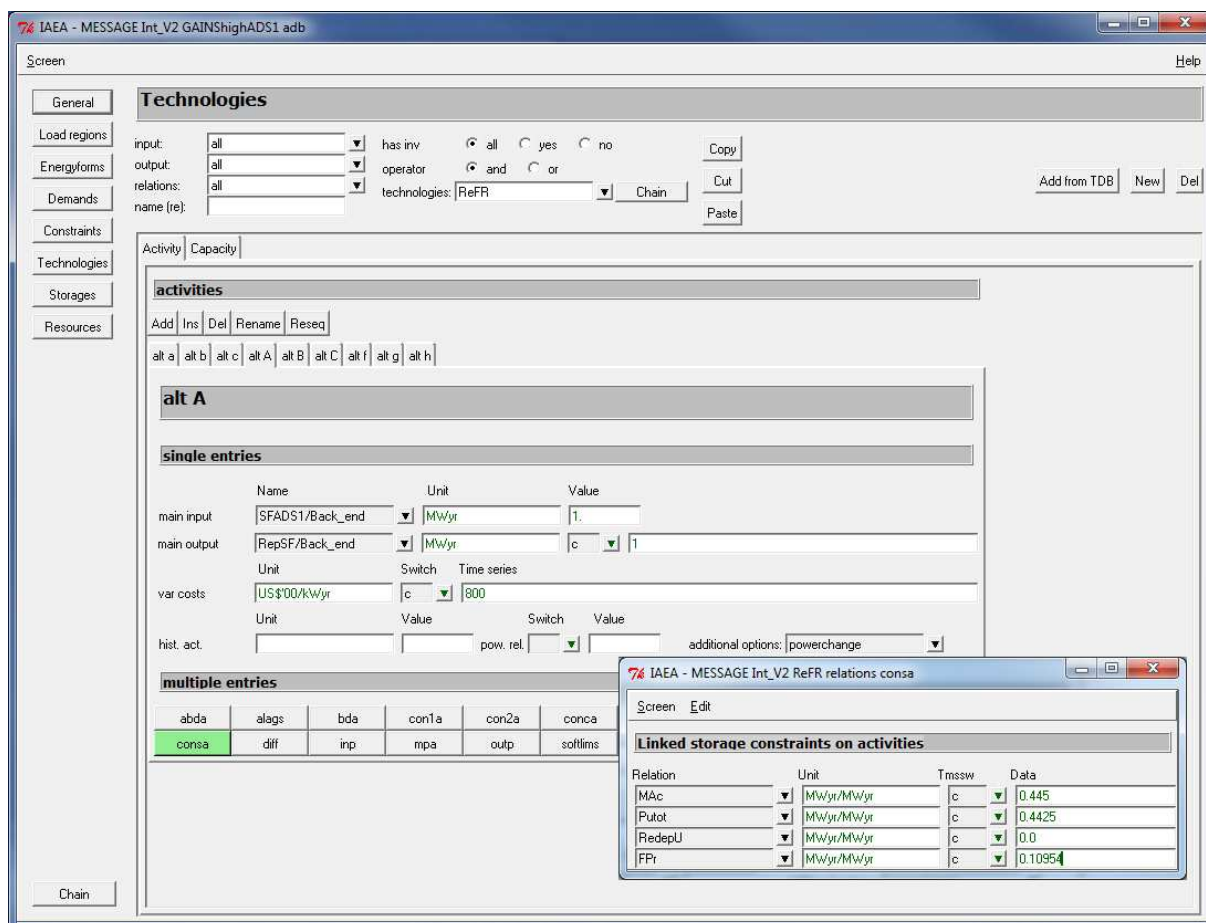 IAEA - MESSAGE Int_V2 GAINShighADS1 adb
Screen Help
General
Load regions
Energyforms
Demands
Constraints
Technologies
Storages
Resources
Chain
Technologies
input: all has inv all yes no Copy
output: all operator and or Cut
relations: all technologies: ReFR Chain Add from TDB New Del
name (re): Paste
Activity Capacity
activities
Add Ins Del Rename Reseq
alt a alt b alt c alt A alt B alt C alt f alt g alt h
alt A
single entries
Name Unit Value
main input SFADS1/Back_end MWyr 1.
main output RepSF/Back_end MWyr c 1
Unit Switch Time series
var costs US$'00/kWyr c 800
Unit Value Switch Value
hist. act. pow. rel. additional options: powerchange
multiple entries
abda alags bda con1a con2a conca
consa diff inp mpa outp softlims
IAEA - MESSAGE Int_V2 ReFR relations consa
Screen Edit
Linked storage constraints on activities
Relation Unit Tmssw Data
MAc MWyr/MWyr c 0.445
Putot MWyr/MWyr c 0.4425
RedepU MWyr/MWyr c 0.0
FPr MWyr/MWyr c 0.10954